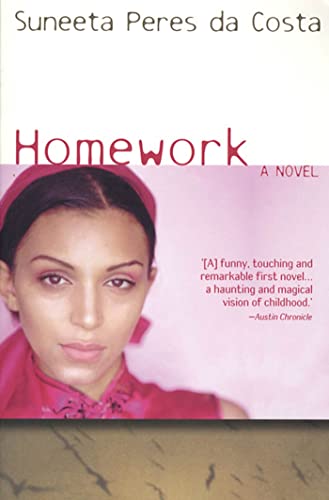 Suneeta Peres da Costa
Homework
A NOVEL
'[A] funny, touching and
remarkable first novel...
a haunting and magical
vision of childhood.'
—Austin Chronicle